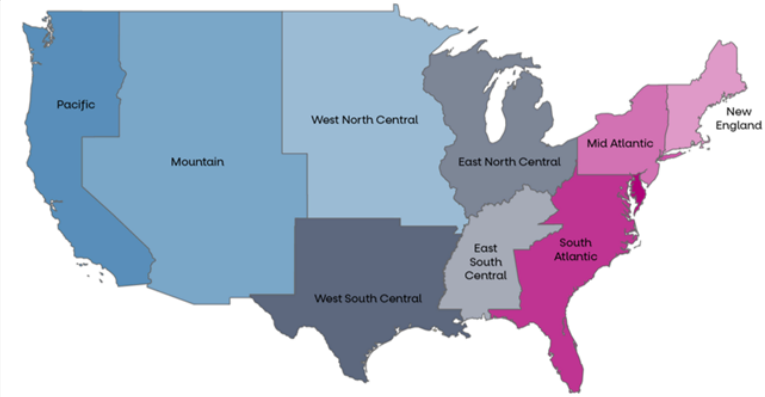 Pacific
Mountain
West North Central
East North Central
Mid Atlantic
New
England
East
South
Central
South
Atlantic
West South Central